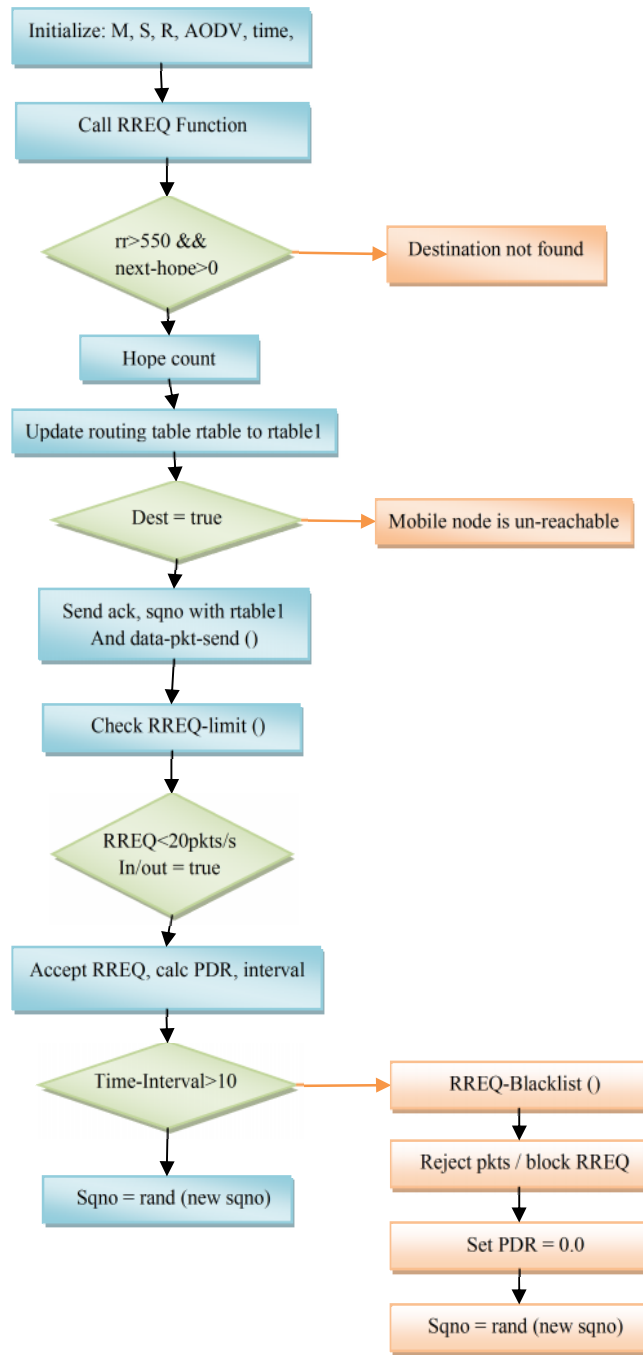 Initialize: M, S, R, AODV, time,
Call RREQ Function
rr>550 &&
next-hope>0
Destination not found
Hope count
Update routing table rtable to rtable1
Dest = true
Mobile node is un-reachable
Send ack, sqno with rtable1
And data-pkt-send ()
Check RREQ-limit ()
RREQ<20pkts/s
In/out = true
Accept RREQ, calc PDR, interval
Time-Interval>10
RREQ-Blacklist ()
Reject pkts / block RREQ
Sqno = rand (new sqno)
Set PDR = 0.0
Sqno = rand (new sqno)